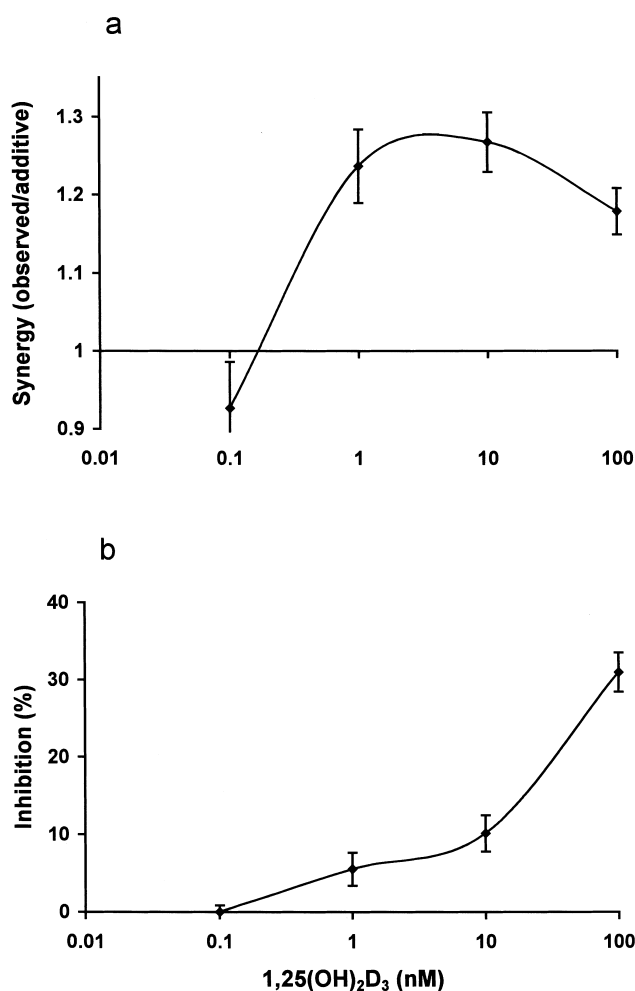 a
Synergy (observed/additive)
1.3
1.2
1.1
1
0.9
0.01 0.1 1 10 100
b
Inhibition (%)
40
30
20
10
0
0.01 0.1 1 10 100
1,25(OH)₂D₃ (nM)